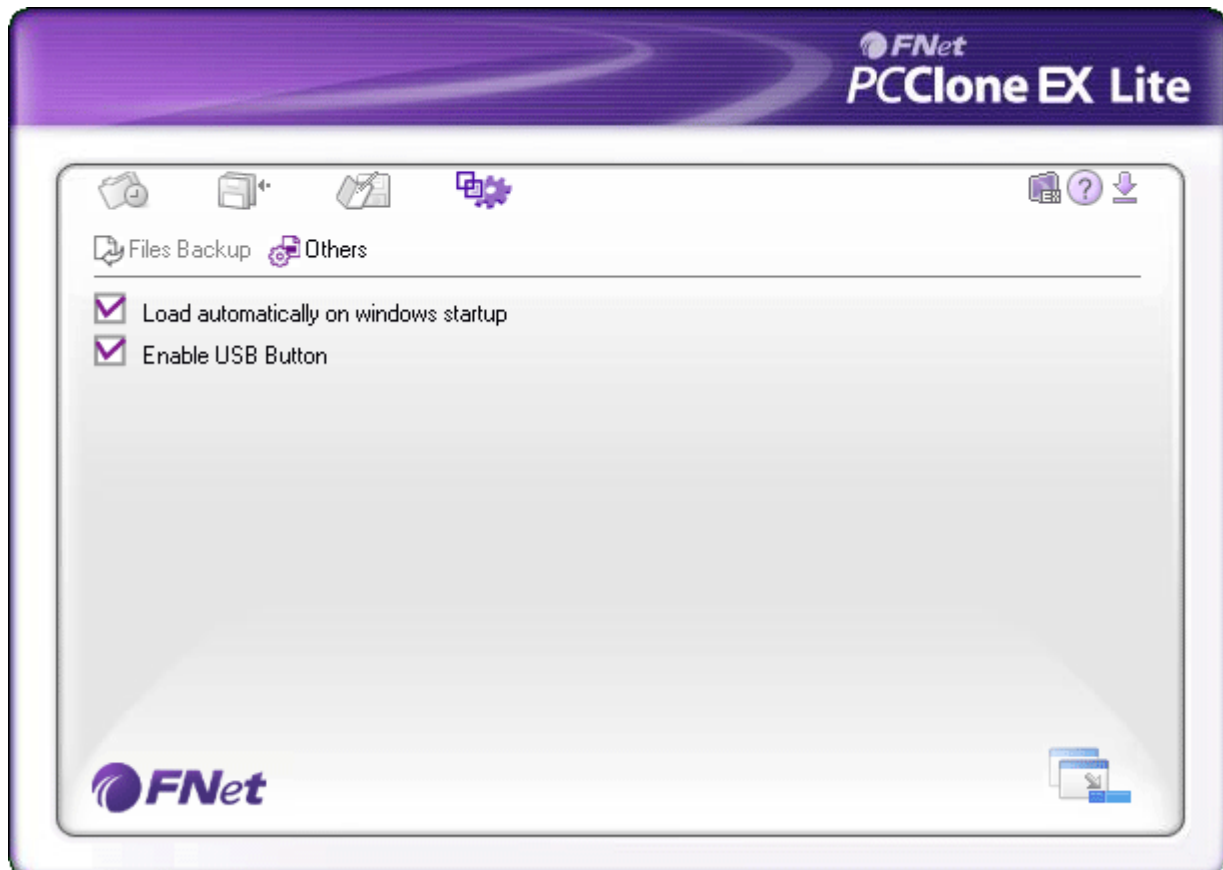 FNet
PCClone EX Lite
Files Backup Others
Load automatically on windows startup
Enable USB Button
FNet